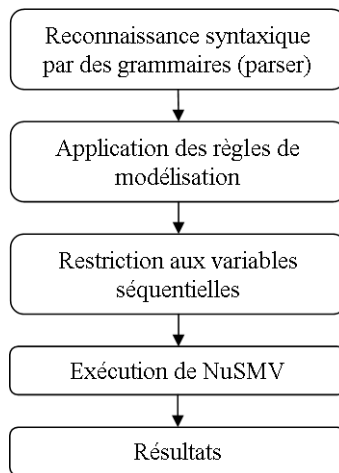 Reconnaissance syntaxique
par des grammaires (parser)
Application des règles de
modélisation
Restriction aux variables
séquentielles
Exécution de NuSMV
Résultats